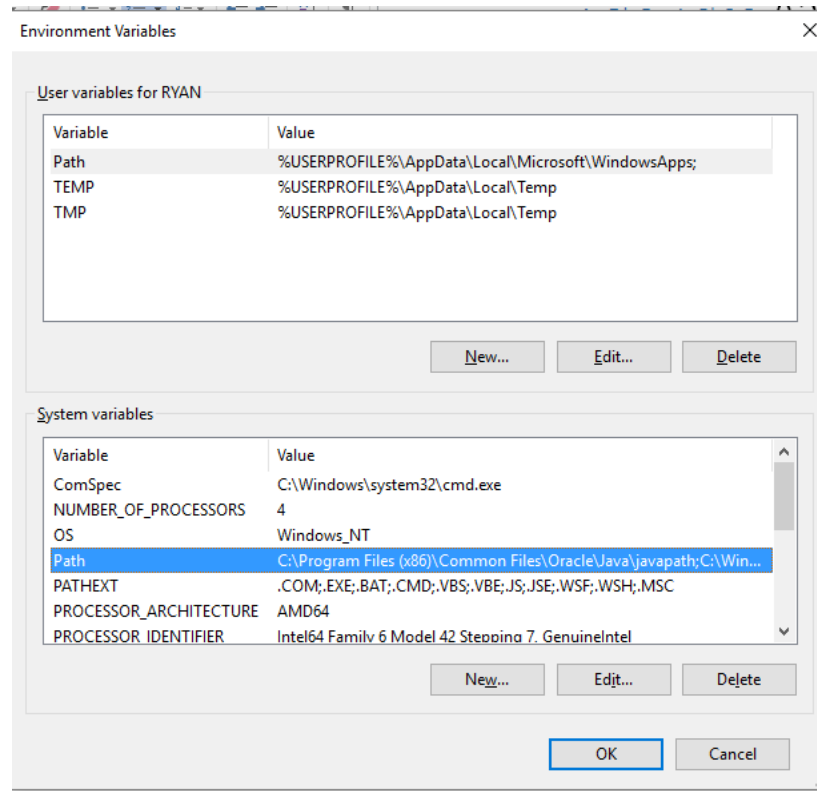 Environment Variables
User variables for RYAN
Variable Value
Path %USERPROFILE%\AppData\Local\Microsoft\WindowsApps;
TEMP %USERPROFILE%\AppData\Local\Temp
TMP %USERPROFILE%\AppData\Local\Temp
New... Edit... Delete
System variables
Variable Value
ComSpec C:\Windows\system32\cmd.exe
NUMBER_OF_PROCESSORS 4
OS Windows_NT
Path C:\Program Files (x86)\Common Files\Oracle\Java\javapath;C:\Win...
PATHEXT .COM;.EXE;.BAT;.CMD;.VBS;.VBE;.JS;.JSE;.WSF;.WSH;.MSC
PROCESSOR_ARCHITECTURE AMD64
PROCESSOR_IDENTIFIER Intel64 Family 6 Model 42 Stepping 7, GenuineIntel
New... Edit... Delete
OK Cancel